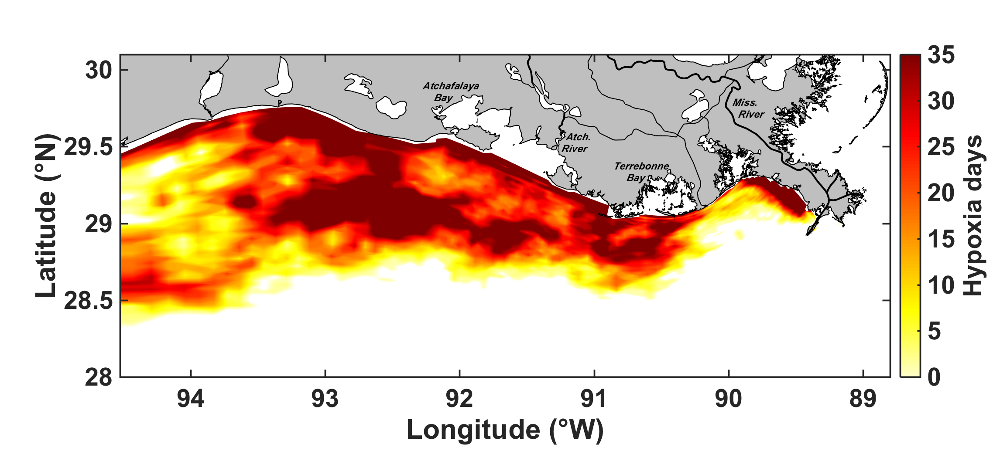 Latitude (°N)
30
29.5
29
28.5
28
Atchafalaya
Bay
Miss.
River
Atch.
River
Terrebonne
Bay
94
93
92
91
90
89
Longitude (°W)
35
30
25
20
15
10
5
0
Hypoxia days